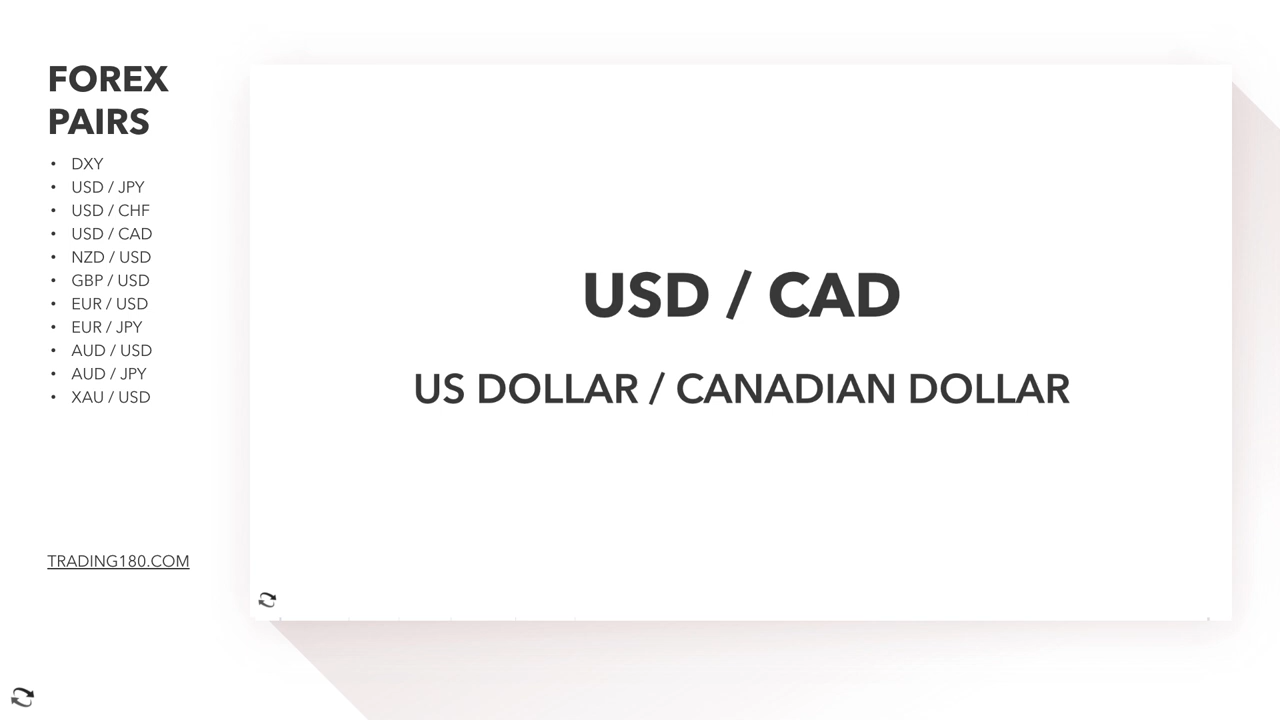 FOREX
PAIRS
• DXY
• USD / JPY
• USD / CHF
• USD / CAD
• NZD / USD
• GBP / USD
• EUR / USD
• EUR / JPY
• AUD / USD
• AUD / JPY
• XAU / USD
TRADING180.COM
USD / CAD
US DOLLAR / CANADIAN DOLLAR